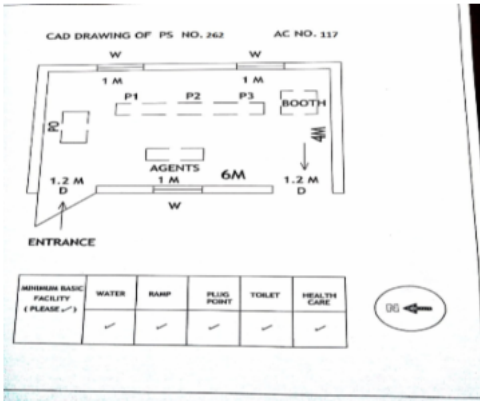 CAD DRAWING OF PS NO. 262 AC NO. 117
W W
1 M 1 M
P1 P2 P3
BOOTH
PO
4M
AGENTS
1.2 M 1 M 6M 1.2 M
D D
W
ENTRANCE
MINIMUM BASIC FACILITY ( PLEASE ✓ ) WATER RAMP PLUG POINT TOILET HEALTH CARE
✓ ✓ ✓ ✓ ✓